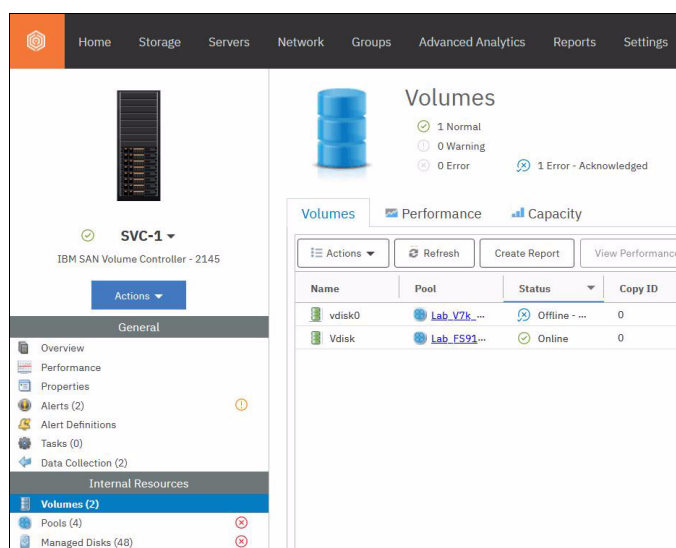 Home Storage Servers Network Groups Advanced Analytics Reports Settings
SVC-1
IBM SAN Volume Controller - 2145
Actions
General
Overview
Performance
Properties
Alerts (2)
Alert Definitions
Tasks (0)
Data Collection (2)
Internal Resources
Volumes (2)
Pools (4)
Managed Disks (48)
Volumes
1 Normal
0 Warning
0 Error 1 Error - Acknowledged
Volumes Performance Capacity
Actions Refresh Create Report View Performance
Name Pool Status Copy ID
vdisk0 Lab_V7k_... Offline - ... 0
Vdisk Lab_FS91... Online 0